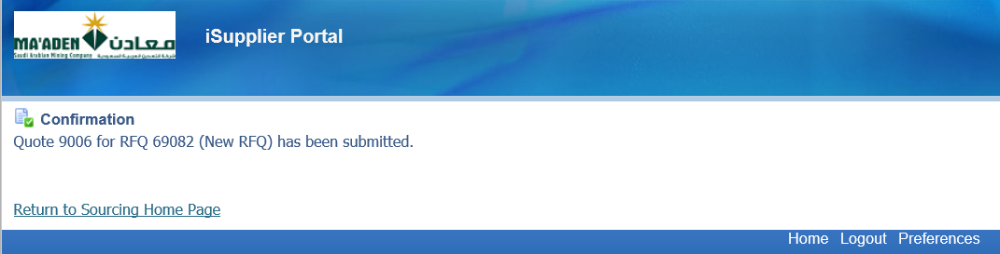 MA'ADEN معادن
Saudi Arabian Mining Company شركة التعدين العربية السعودية
iSupplier Portal
Confirmation
Quote 9006 for RFQ 69082 (New RFQ) has been submitted.
Return to Sourcing Home Page
Home Logout Preferences